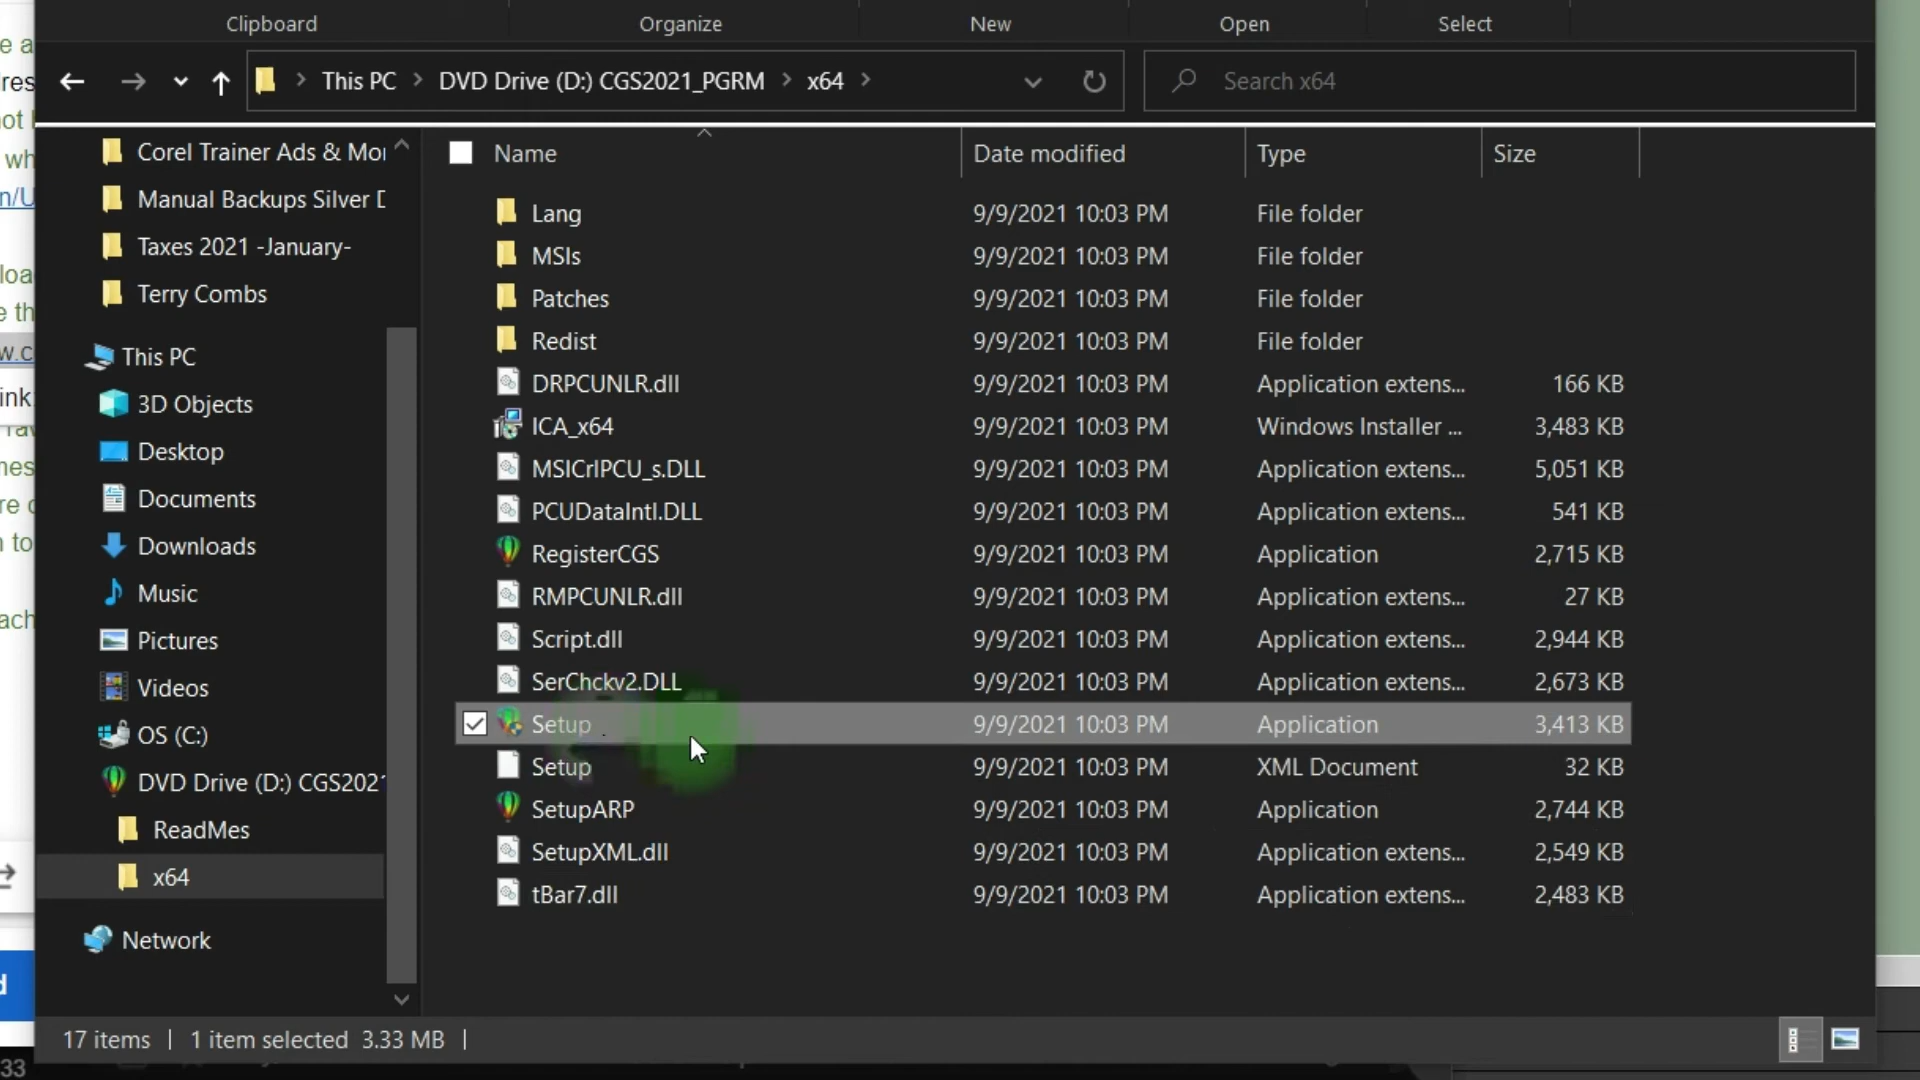 Clipboard
Organize
New
Open
Select
This PC
DVD Drive (D:) CGS2021_PGRM
x64
Search x64
Corel Trainer Ads & Mo
Manual Backups Silver
Taxes 2021 -January-
Terry Combs
This PC
3D Objects
Desktop
Documents
Downloads
Music
Pictures
Videos
OS (C:)
DVD Drive (D:) CGS202
ReadMes
x64
Network
Name Date modified Type Size
Lang 9/9/2021 10:03 PM File folder
MSIs 9/9/2021 10:03 PM File folder
Patches 9/9/2021 10:03 PM File folder
Redist 9/9/2021 10:03 PM File folder
DRPCUNLR.dll 9/9/2021 10:03 PM Application extens... 166 KB
ICA_x64 9/9/2021 10:03 PM Windows Installer ... 3,483 KB
MSICrlPCU_s.DLL 9/9/2021 10:03 PM Application extens... 5,051 KB
PCUDataIntl.DLL 9/9/2021 10:03 PM Application extens... 541 KB
RegisterCGS 9/9/2021 10:03 PM Application 2,715 KB
RMPCUNLR.dll 9/9/2021 10:03 PM Application extens... 27 KB
Script.dll 9/9/2021 10:03 PM Application extens... 2,944 KB
SerChckv2.DLL 9/9/2021 10:03 PM Application extens... 2,673 KB
Setup 9/9/2021 10:03 PM Application 3,413 KB
Setup 9/9/2021 10:03 PM XML Document 32 KB
SetupARP 9/9/2021 10:03 PM Application 2,744 KB
SetupXML.dll 9/9/2021 10:03 PM Application extens... 2,549 KB
tBar7.dll 9/9/2021 10:03 PM Application extens... 2,483 KB
17 items | 1 item selected 3.33 MB |